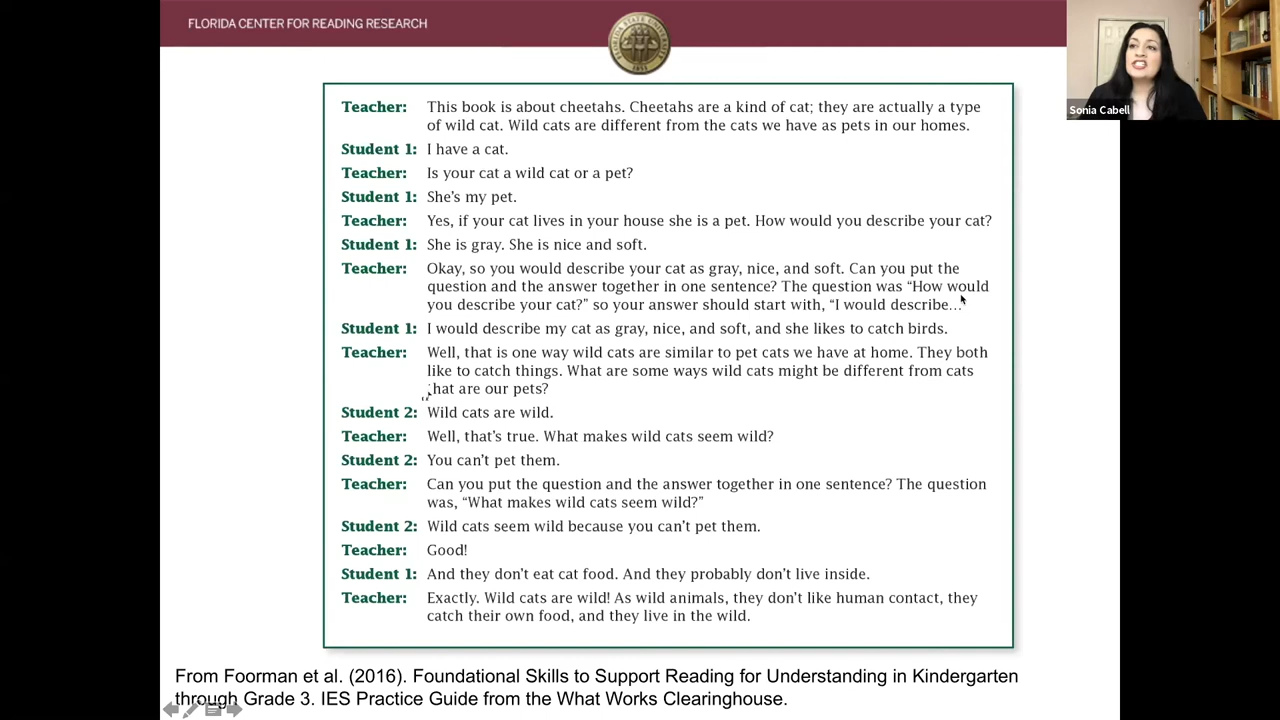 FLORIDA CENTER FOR READING RESEARCH
Sonia Cabell
Teacher: This book is about cheetahs. Cheetahs are a kind of cat; they are actually a type
of wild cat. Wild cats are different from the cats we have as pets in our homes.
Student 1: I have a cat.
Teacher: Is your cat a wild cat or a pet?
Student 1: She's my pet.
Teacher: Yes, if your cat lives in your house she is a pet. How would you describe your cat?
Student 1: She is gray. She is nice and soft.
Teacher: Okay, so you would describe your cat as gray, nice, and soft. Can you put the
question and the answer together in one sentence? The question was “How would
you describe your cat?” so your answer should start with, “I would describe…”
Student 1: I would describe my cat as gray, nice, and soft, and she likes to catch birds.
Teacher: Well, that is one way wild cats are similar to pet cats we have at home. They both
like to catch things. What are some ways wild cats might be different from cats
that are our pets?
Student 2: Wild cats are wild.
Teacher: Well, that's true. What makes wild cats seem wild?
Student 2: You can't pet them.
Teacher: Can you put the question and the answer together in one sentence? The question
was, “What makes wild cats seem wild?”
Student 2: Wild cats seem wild because you can't pet them.
Teacher: Good!
Student 1: And they don't eat cat food. And they probably don't live inside.
Teacher: Exactly. Wild cats are wild! As wild animals, they don't like human contact, they
catch their own food, and they live in the wild.
From Foorman et al. (2016). Foundational Skills to Support Reading for Understanding in Kindergarten
through Grade 3. IES Practice Guide from the What Works Clearinghouse.